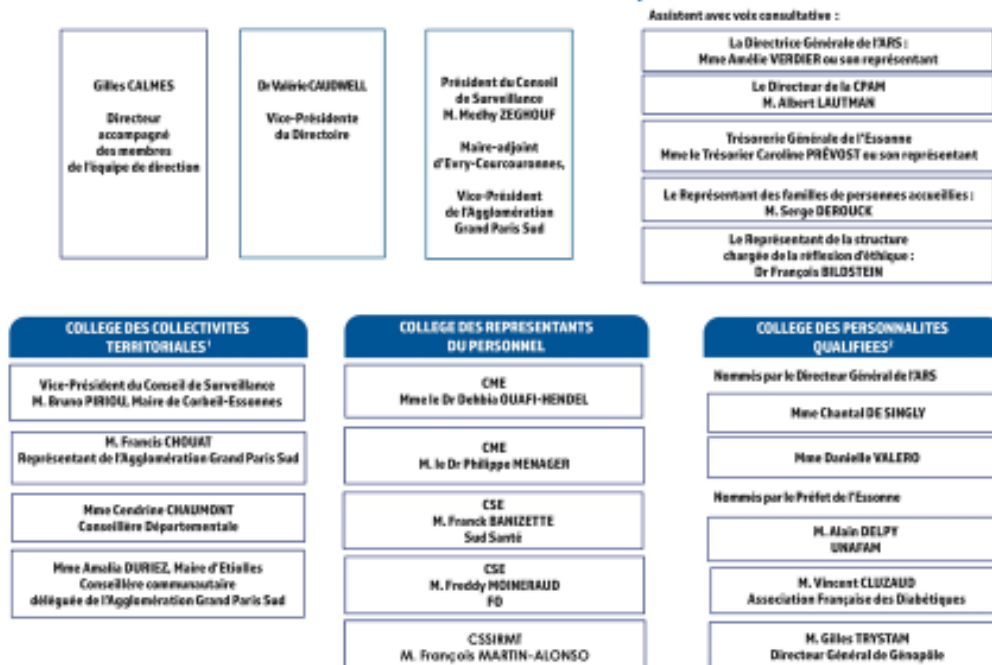 Assistent avec voix consultative :
Gilles CALMES
Directeur
accompagné
des membres
de l'équipe de direction
Dr Valérie CAUDWELL
Vice-Présidente
du Directoire
Président du Conseil
de Surveillance
M. Medhy ZEGHOUF
Maire-adjoint
d'Evry-Courcouronnes,
Vice-Président
de l'Agglomération
Grand Paris Sud
La Directrice Générale de l'ARS :
Mme Amélie VERDIER ou son représentant
Le Directeur de la CPAM
M. Albert LAUTMAN
Trésorerie Générale de l'Essonne
Mme le Trésorier Caroline PRÉVOST ou son représentant
Le Représentant des familles de personnes accueillies :
M. Serge DEROUCK
Le Représentant de la structure
chargée de la réflexion d'éthique :
Dr François BILDSTEIN
COLLEGE DES COLLECTIVITES
TERRITORIALES¹
Vice-Président du Conseil de Surveillance
M. Bruno PIRIOU, Maire de Corbeil-Essonnes
M. Francis CHOUAT
Représentant de l'Agglomération Grand Paris Sud
Mme Cendrine CHAUMONT
Conseillère Départementale
Mme Amalia DURIEZ, Maire d'Etiolles
Conseillère communautaire
déléguée de l'Agglomération Grand Paris Sud
COLLEGE DES REPRESENTANTS
DU PERSONNEL
CME
Mme le Dr Dehbia OUAFI-HENDEL
CME
M. le Dr Philippe MENAGER
CSE
M. Franck BANIZETTE
Sud Santé
CSE
M. Freddy MOINERAUD
FO
CSSIRMT
M. François MARTIN-ALONSO
COLLEGE DES PERSONNALITES
QUALIFIEES²
Nommés par le Directeur Général de l'ARS
Mme Chantal DE SINGLY
Mme Danielle VALERO
Nommés par le Préfet de l'Essonne
M. Alain DELPY
UNAFAM
M. Vincent CLUZAUD
Association Française des Diabétiques
M. Gilles TRYSTAM
Directeur Général de Génopôle